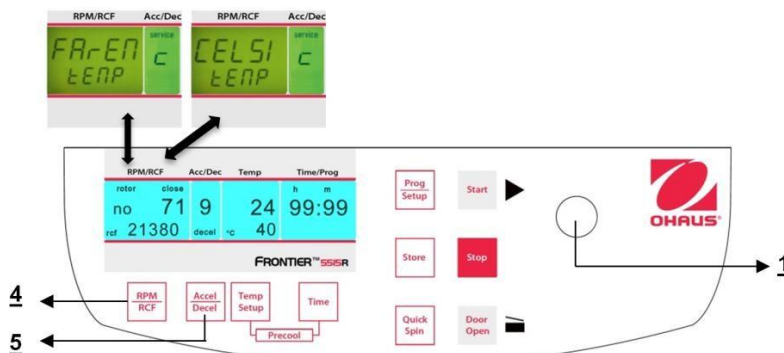 RPM/RCF Acc/Dec RPM/RCF Acc/Dec
service service
FArEN C CELSI C
tEMP tEMP
RPM/RCF Acc/Dec Temp Time/Prog
rotor close h m
no 71 9 24 99:99
rcf 21380 decel °C 40
FRONTIER™ 5515R
RPM
RCF
Accel
Decel
Temp
Setup
Time
Precool
Prog
Setup
Start
Store
Stop
Quick
Spin
Door
Open
OHAUS®
1
4
5